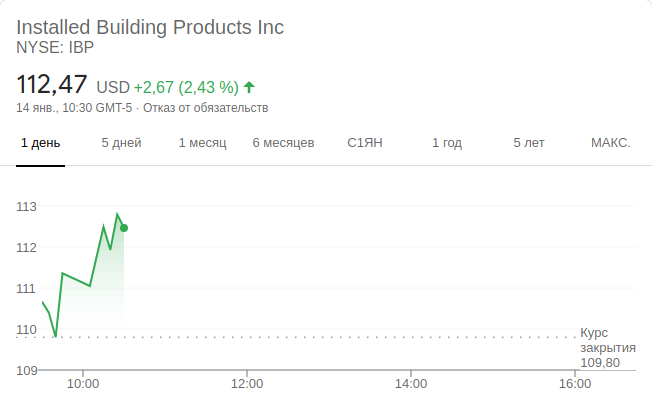 Installed Building Products Inc
NYSE: IBP
112,47 USD +2,67 (2,43 %)
14 янв., 10:30 GMT-5 · Отказ от обязательств
1 день 5 дней 1 месяц 6 месяцев С1ЯН 1 год 5 лет МАКС.
113
112
111
110
109
Курс
закрытия
109,80
10:00 12:00 14:00 16:00